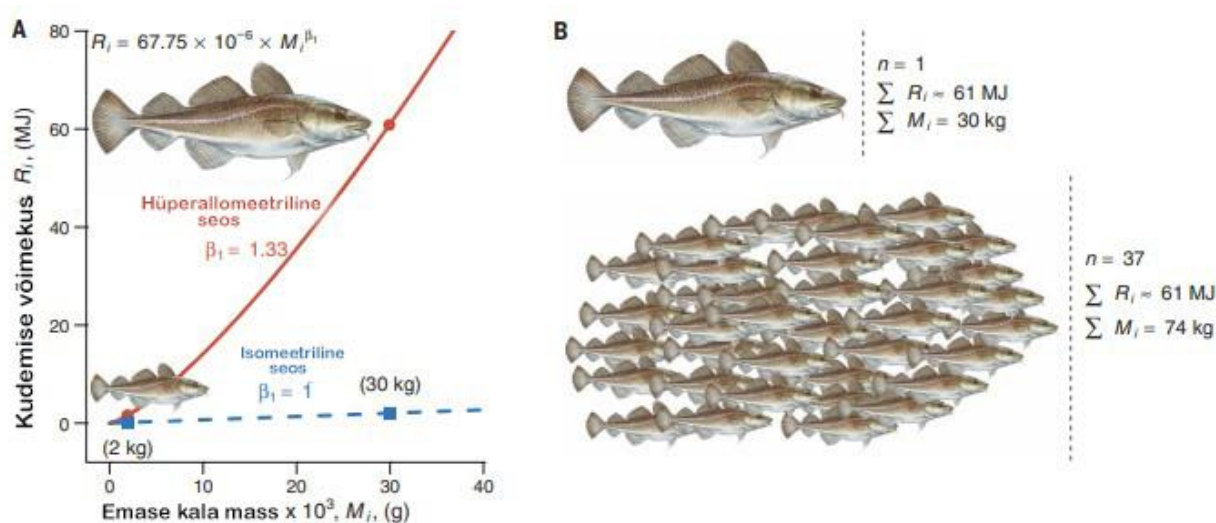 A
R_i = 67.75 × 10⁻⁶ × M_i^β₁
Kudemise võimekus R_i, (MJ)
80
60
40
20
0
Hüperallomeetriline
seos
β₁ = 1.33
Isomeetriline
seos
β₁ = 1
(30 kg)
(2 kg)
0 10 20 30 40
Emase kala mass x 10³, M_i, (g)
B
n = 1
∑ R_i ≈ 61 MJ
∑ M_i = 30 kg
n = 37
∑ R_i ≈ 61 MJ
∑ M_i = 74 kg